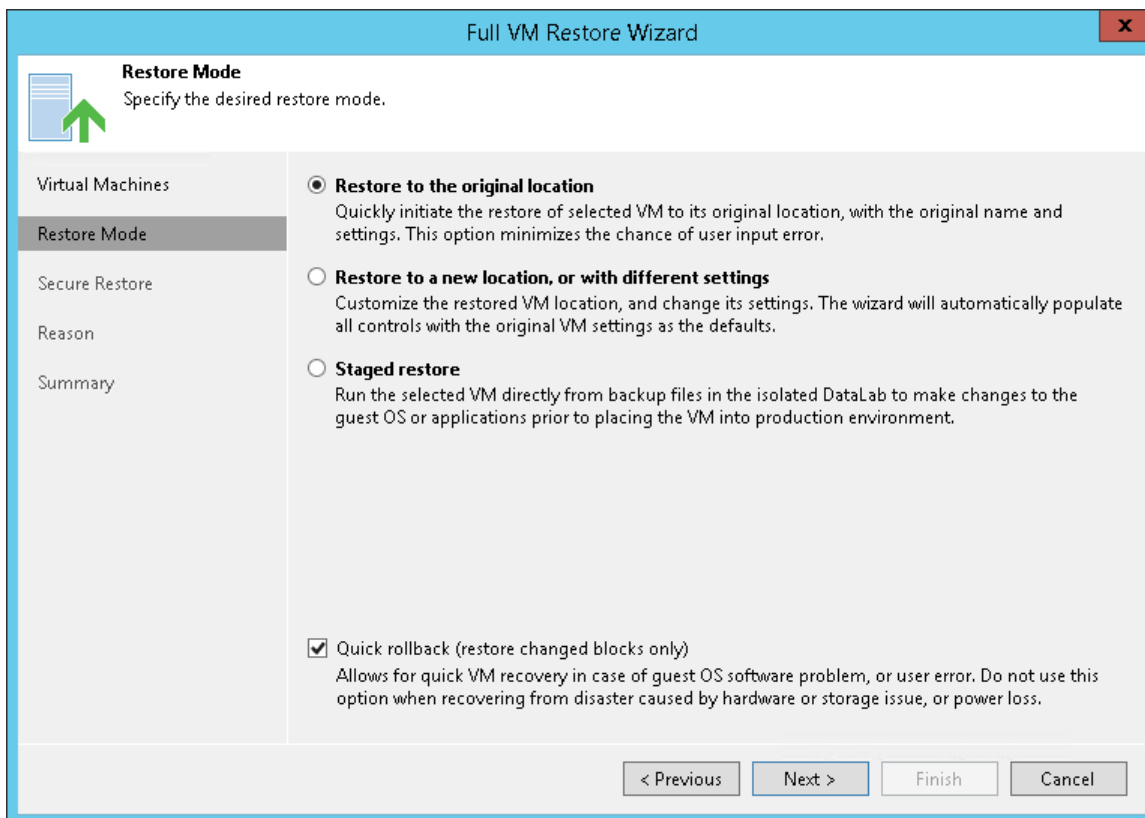 Full VM Restore Wizard
x
Restore Mode
Specify the desired restore mode.
Virtual Machines
Restore Mode
Secure Restore
Reason
Summary
Restore to the original location
Quickly initiate the restore of selected VM to its original location, with the original name and
settings. This option minimizes the chance of user input error.
Restore to a new location, or with different settings
Customize the restored VM location, and change its settings. The wizard will automatically populate
all controls with the original VM settings as the defaults.
Staged restore
Run the selected VM directly from backup files in the isolated DataLab to make changes to the
guest OS or applications prior to placing the VM into production environment.
Quick rollback (restore changed blocks only)
Allows for quick VM recovery in case of guest OS software problem, or user error. Do not use this
option when recovering from disaster caused by hardware or storage issue, or power loss.
< Previous
Next >
Finish
Cancel